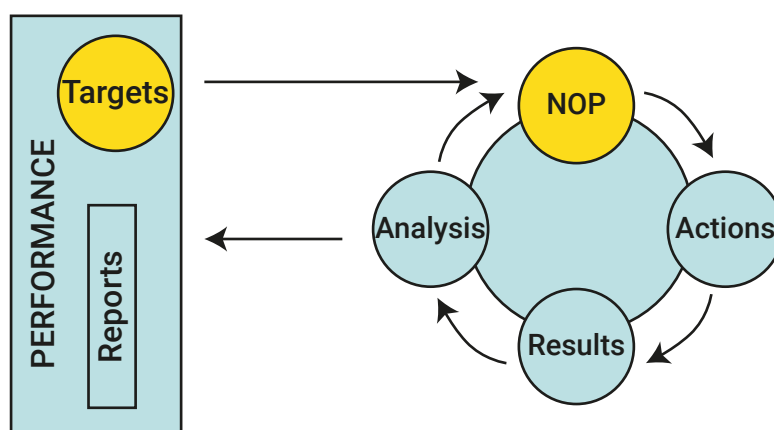 Targets
PERFORMANCE
Reports
NOP
Analysis
Actions
Results